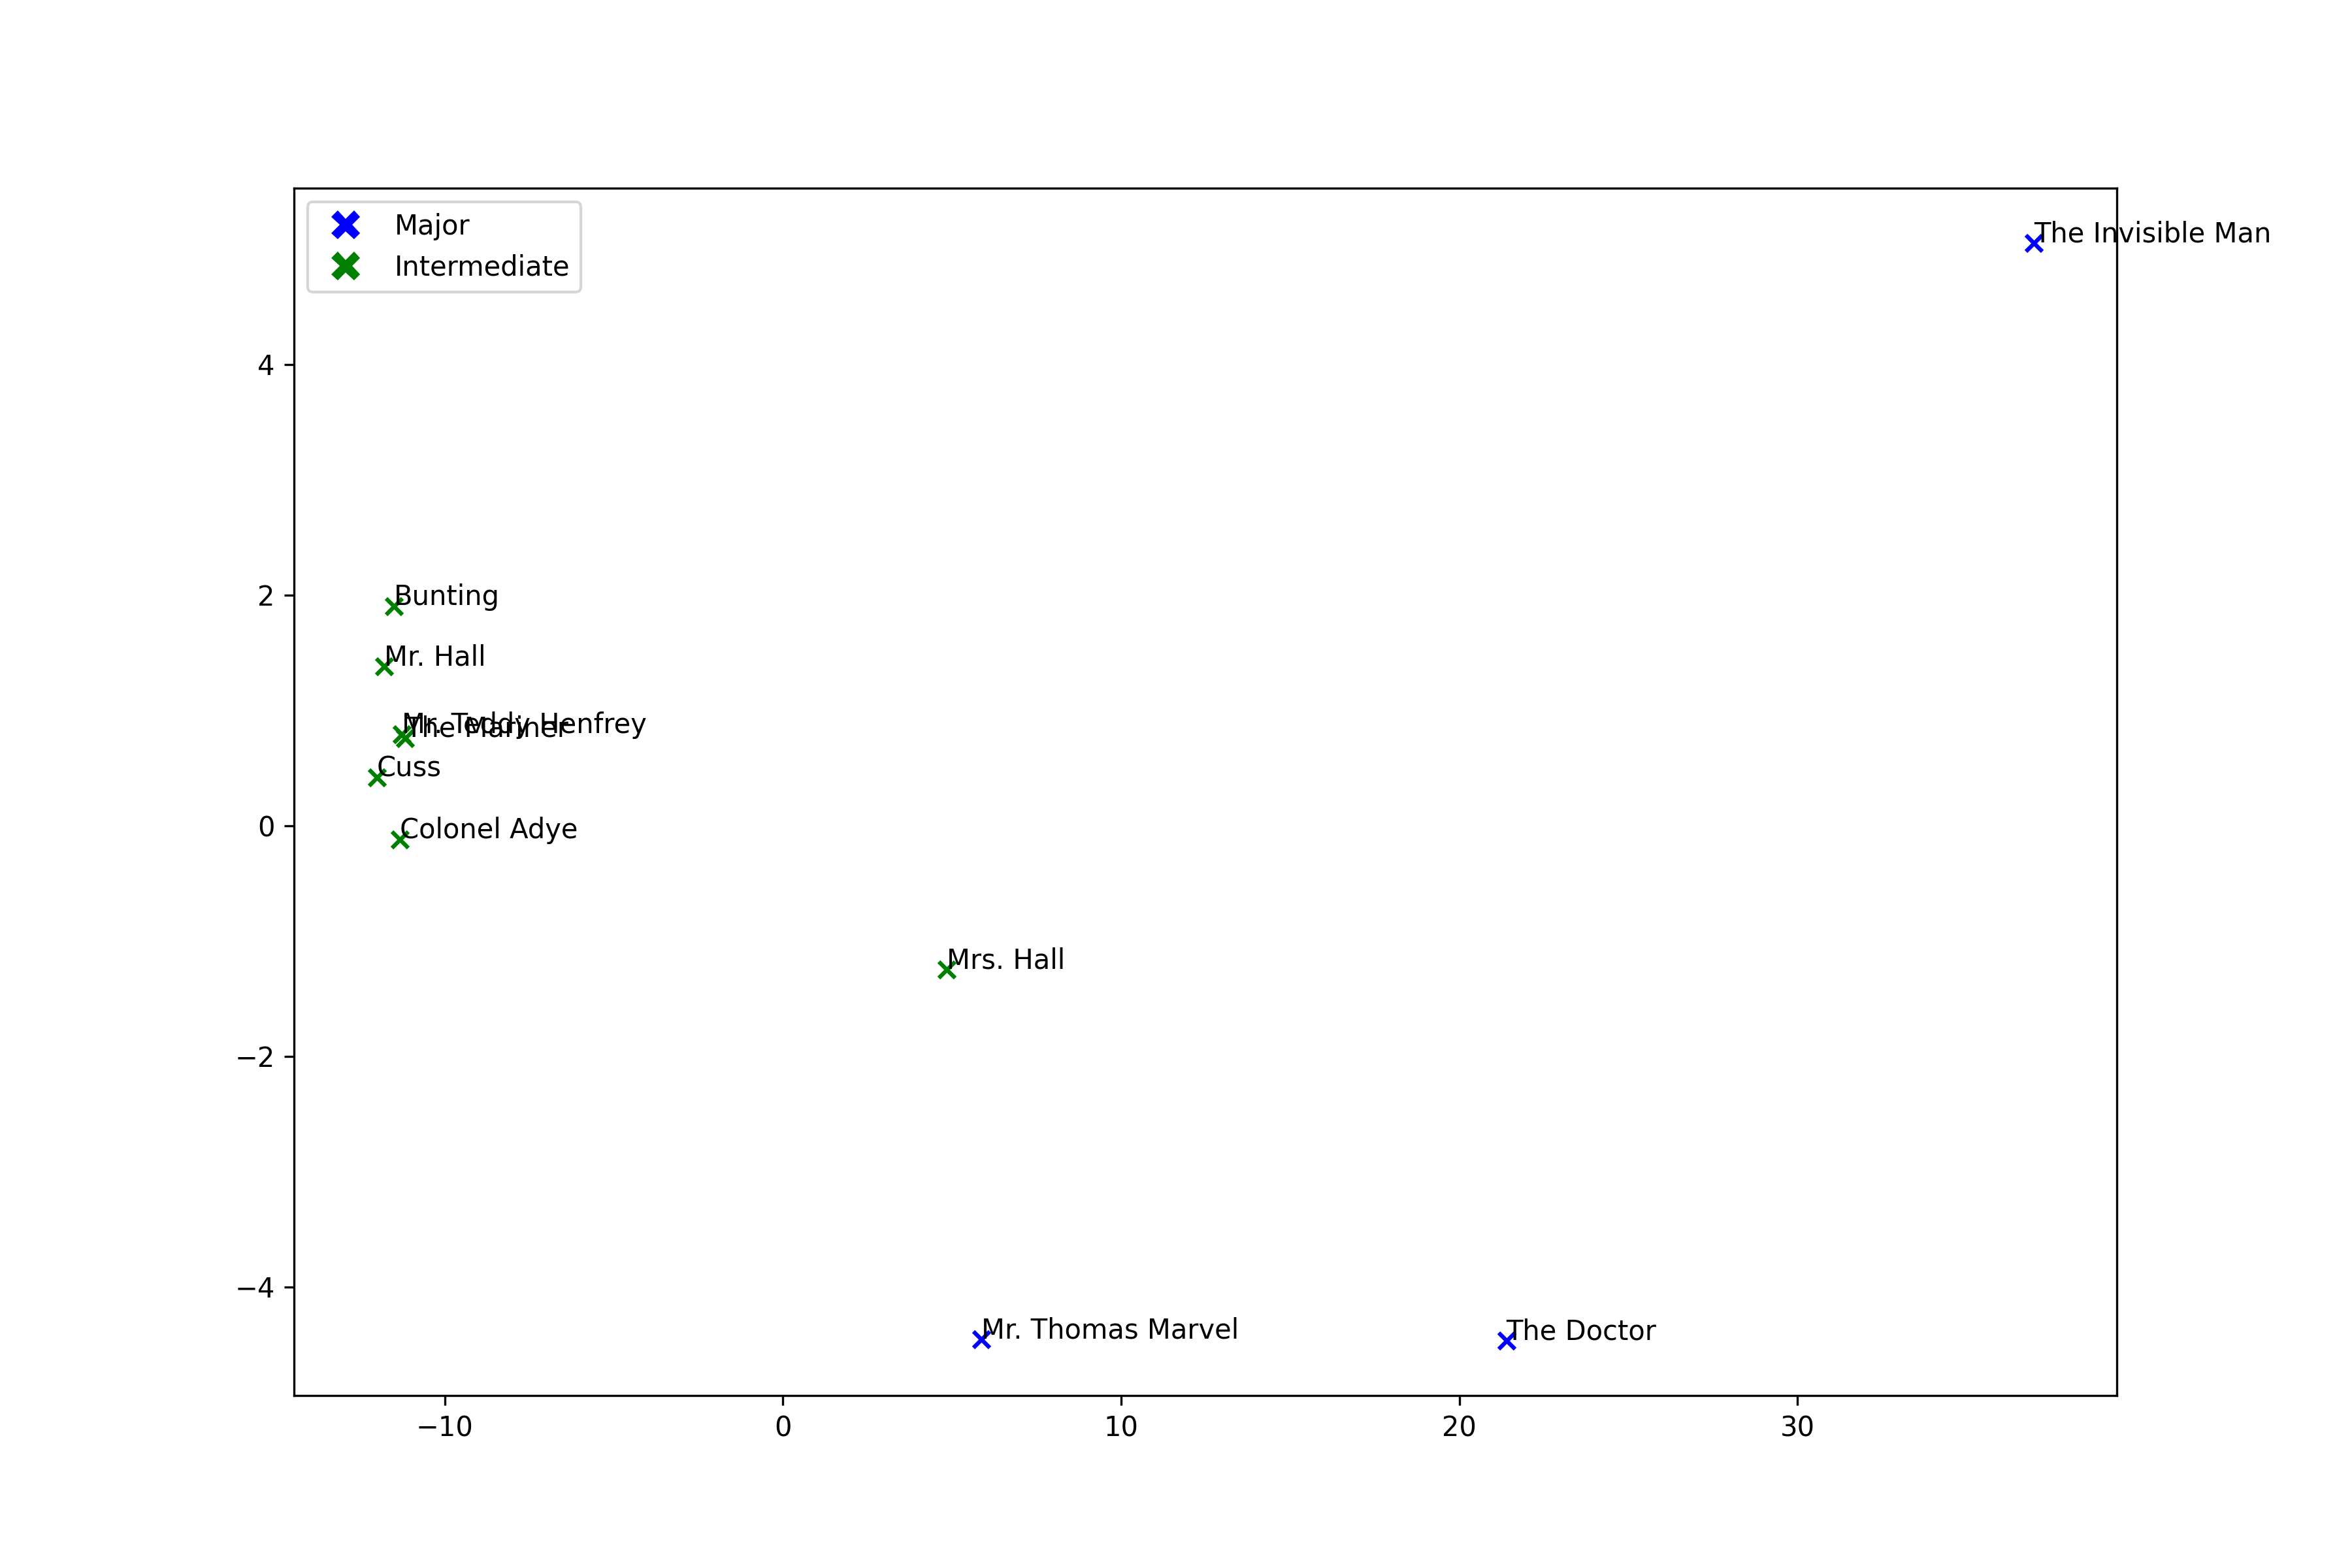 Major
Intermediate
The Invisible Man
4
2
Bunting
Mr. Hall
Mr. Teddy Henfrey
The Mariner
Cuss
0
Colonel Adye
Mrs. Hall
−2
−4
Mr. Thomas Marvel
The Doctor
−10
0
10
20
30